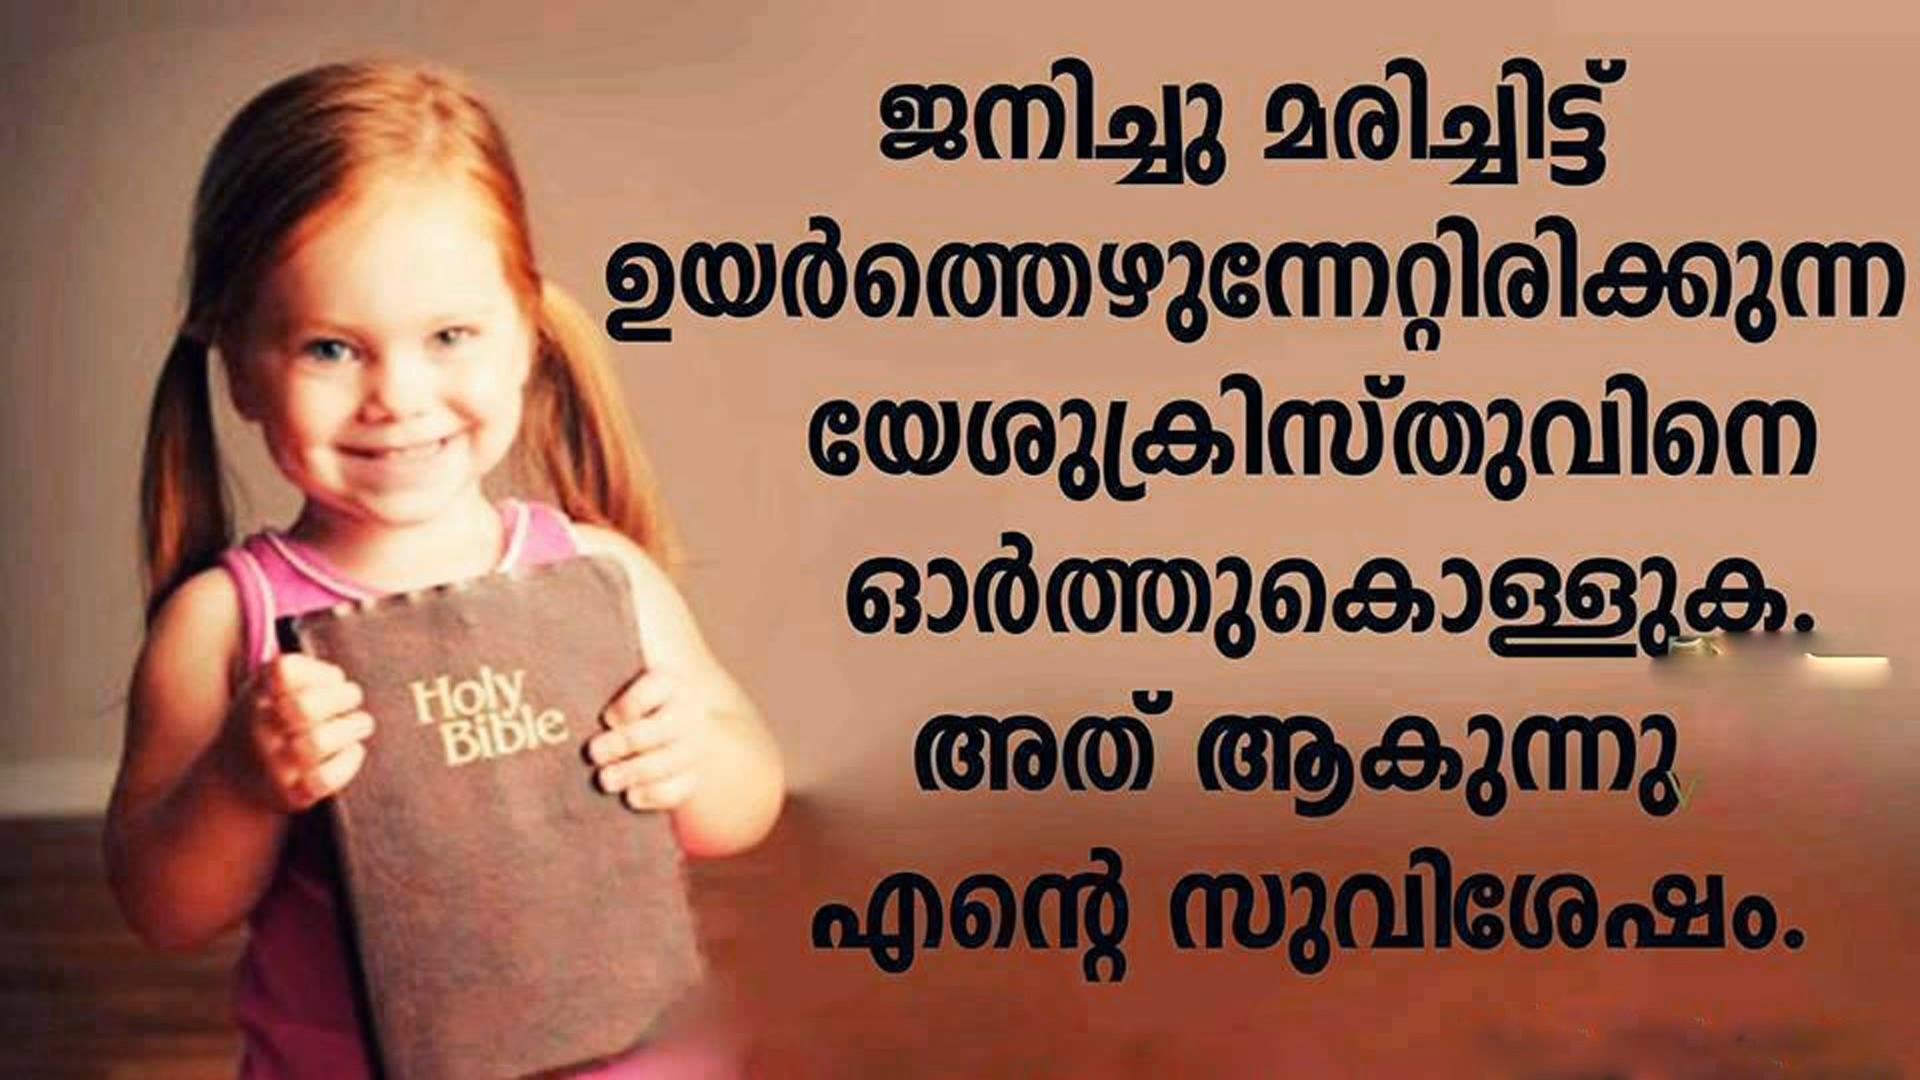 ജനിച്ചു മരിച്ചിട്ട്
ഉയർത്തെഴുന്നേറ്റിരിക്കുന്ന
യേശുക്രിസ്തുവിനെ
ഓർത്തുകൊള്ളുക.
അത് ആകുന്നു
എന്റെ സുവിശേഷം.
Holy
Bible